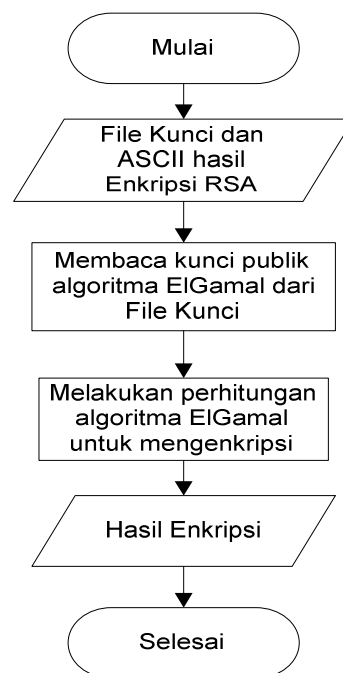 Mulai
File Kunci dan
ASCII hasil
Enkripsi RSA
Membaca kunci publik
algoritma ElGamal dari
File Kunci
Melakukan perhitungan
algoritma ElGamal
untuk mengenkripsi
Hasil Enkripsi
Selesai